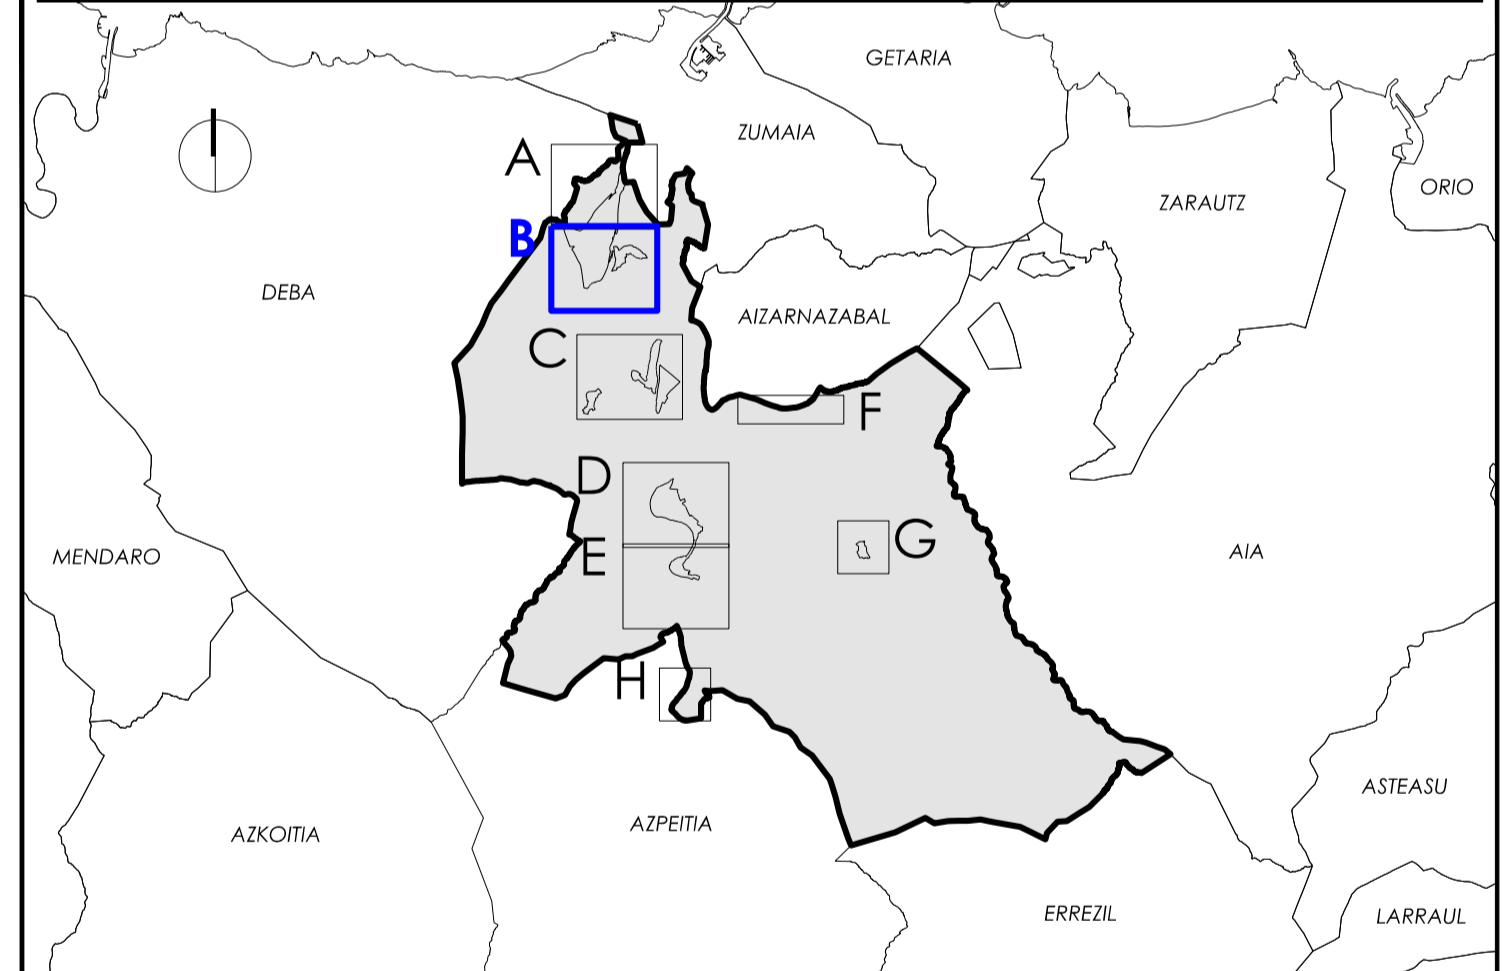 GETARIA
ZUMAIA
A
ORIO
ZARAUTZ
B
DEBA
AIZARNAZABAL
C
F
D
G
AIA
MENDARO
E
H
ASTEASU
AZPEITIA
AZKOITIA
ERREZIL
LARRAUL